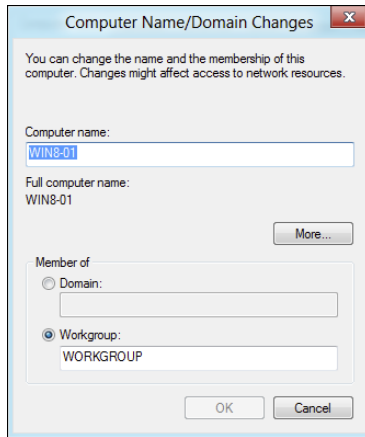 Computer Name/Domain Changes
x
You can change the name and the membership of this
computer. Changes might affect access to network resources.
Computer name:
WIN8-01
Full computer name:
WIN8-01
More...
Member of
Domain:
Workgroup:
WORKGROUP
OK
Cancel